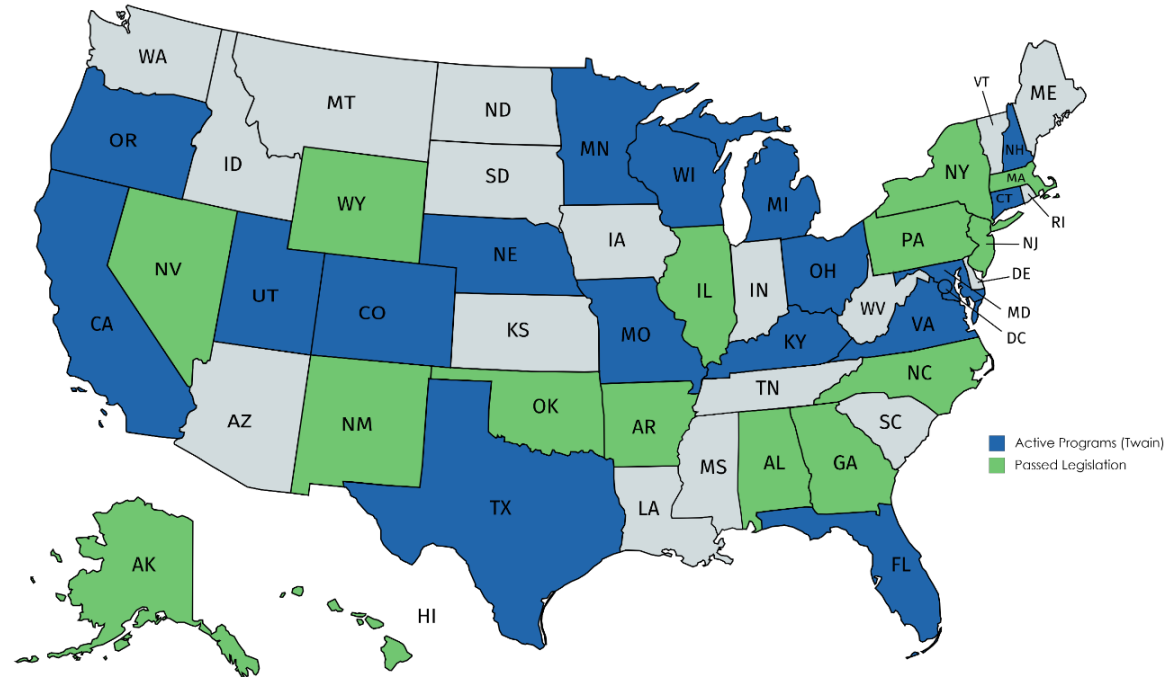 WA
MT
ND
MN
VT
ME
OR
ID
SD
WI
MI
NH
NY
MA
CT
RI
WY
IA
PA
NJ
NE
NV
UT
CO
IL
IN
OH
DE
WV
MD
DC
VA
CA
KS
MO
KY
TN
NC
AZ
NM
OK
AR
SC
MS
AL
GA
Active Programs (Twain)
Passed Legislation
TX
LA
FL
AK
HI